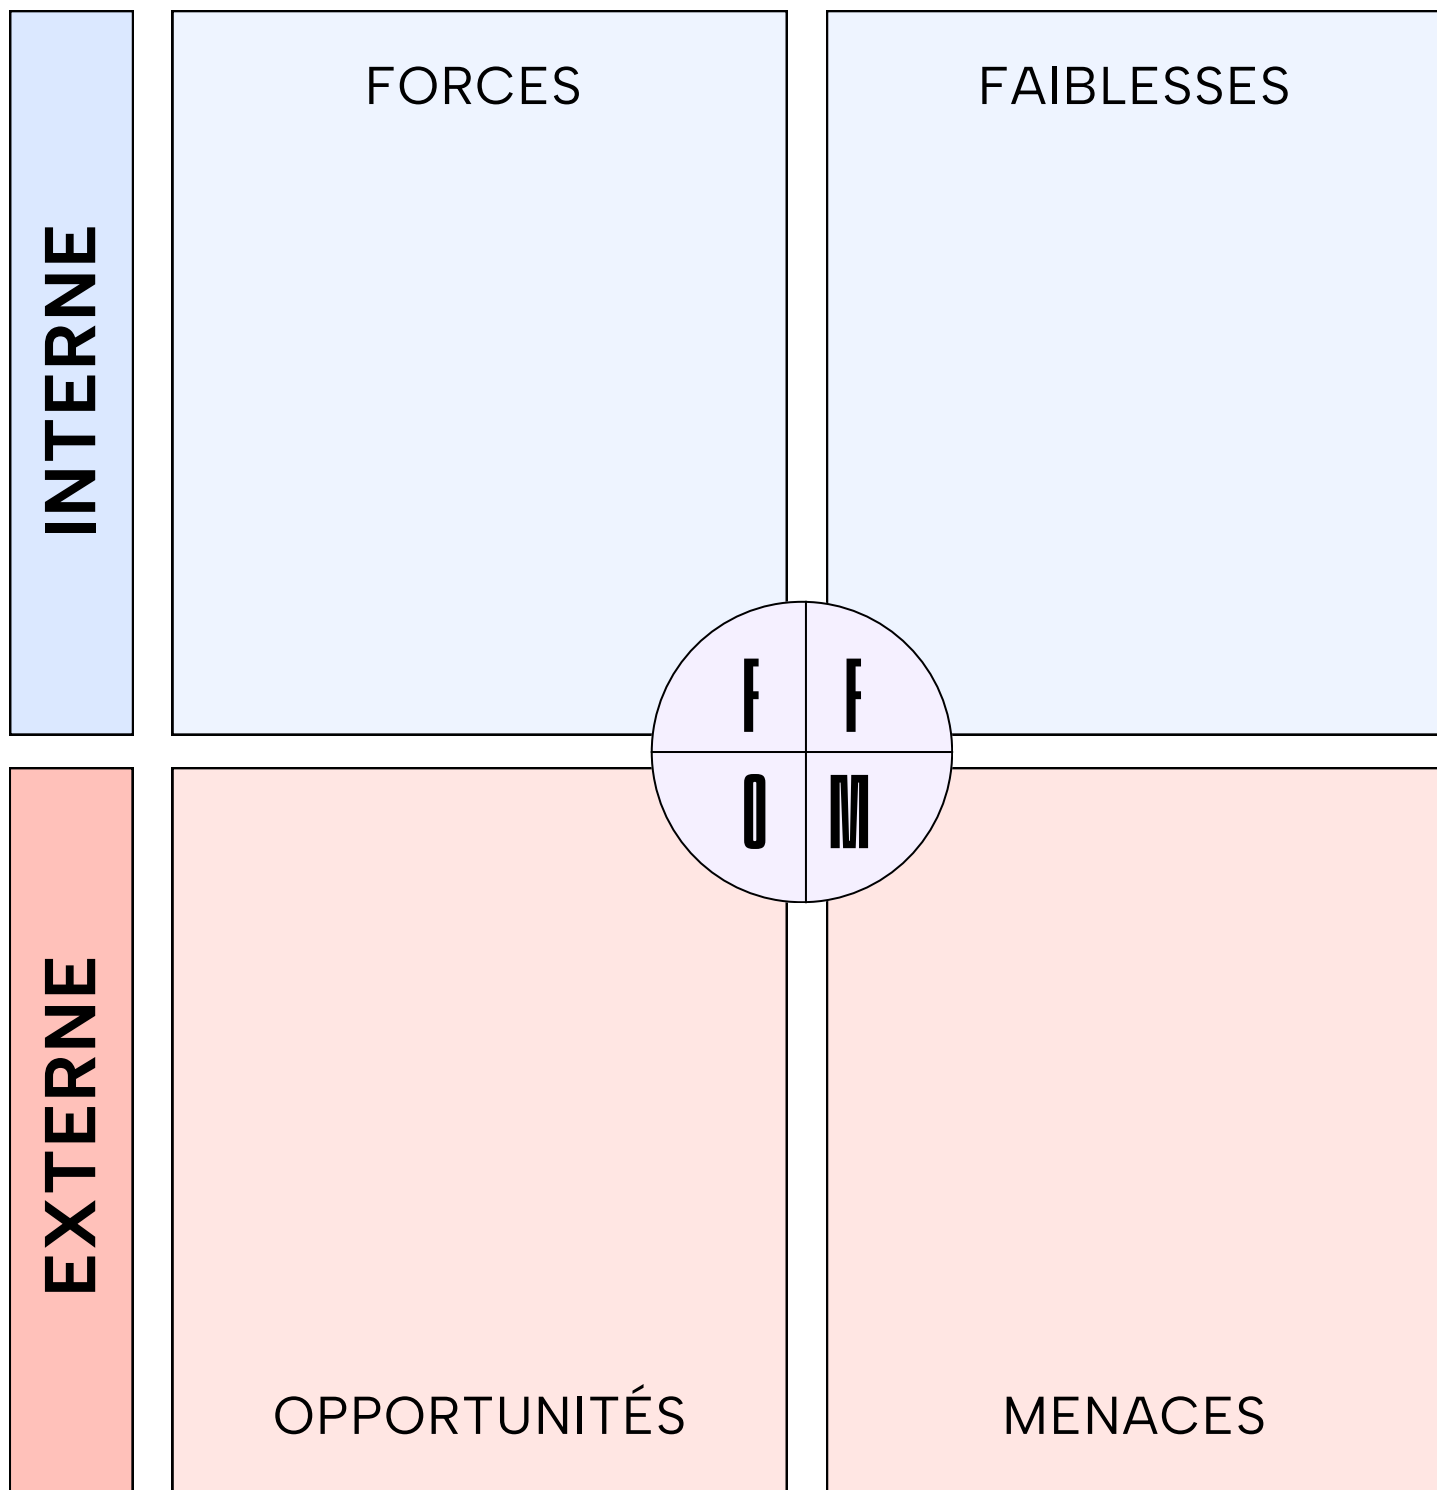 INTERNE
FORCES
FAIBLESSES
F
F
O
M
EXTERNE
OPPORTUNITÉS
MENACES